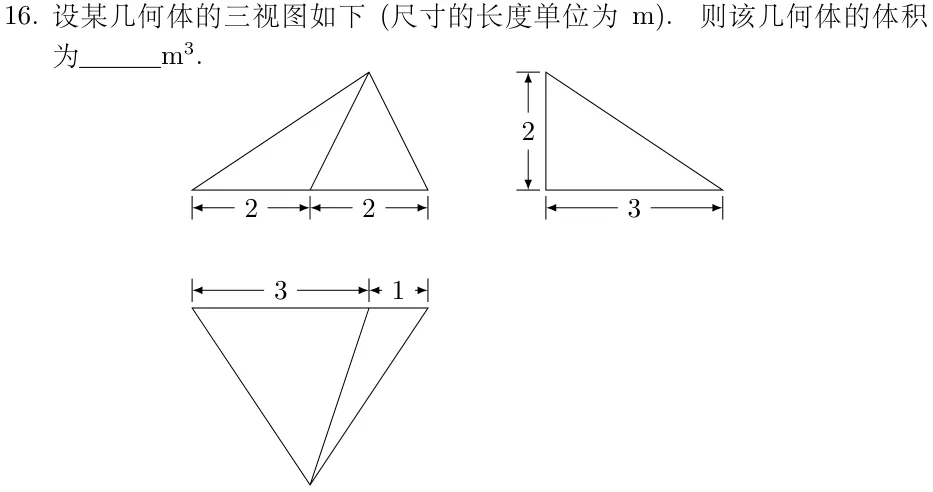 16. 设某几何体的三视图如下 (尺寸的长度单位为 m). 则该几何体的体积
为______m³.
2
2 2
3
3 1